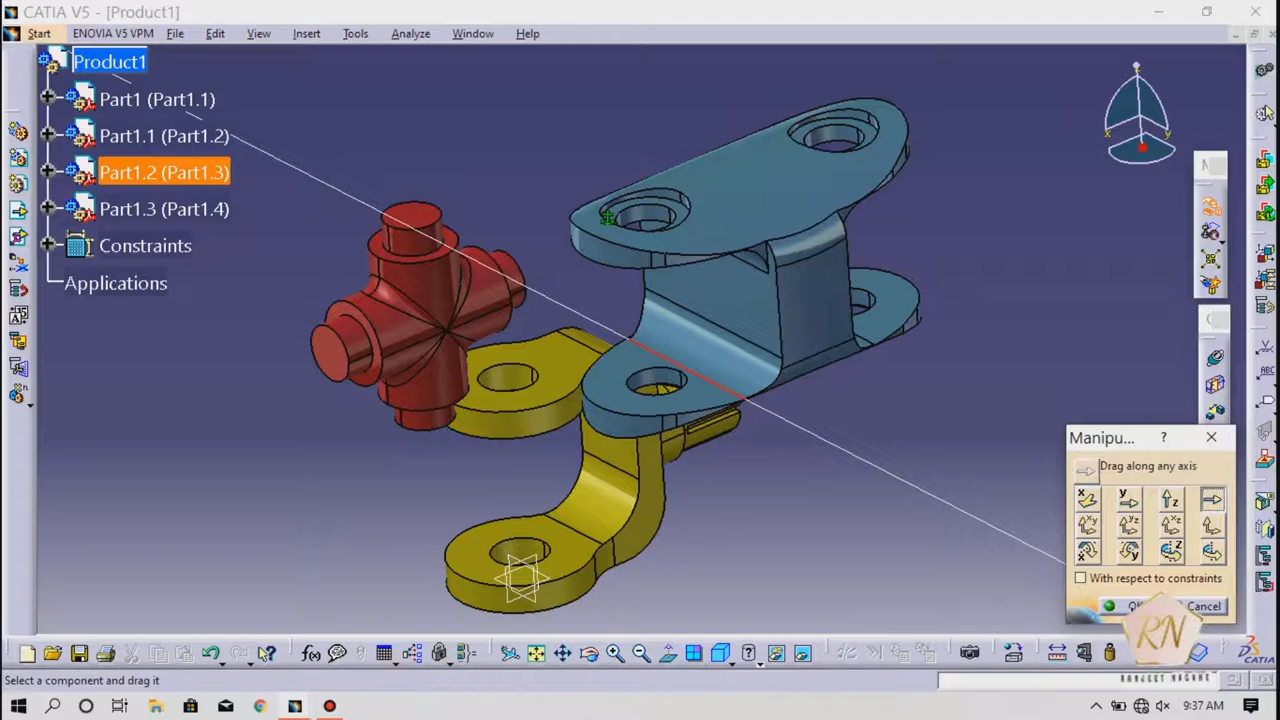 CATIA V5 - [Product1]
Start ENOVIA V5 VPM File Edit View Insert Tools Analyze Window Help
Product1
Part1 (Part1.1)
Part1.1 (Part1.2)
Part1.2 (Part1.3)
Part1.3 (Part1.4)
Constraints
Applications
Manipu... ?
Drag along any axis
With respect to constraints
Cancel
RN
RANJEET NAGARE
Select a component and drag it
9:37 AM